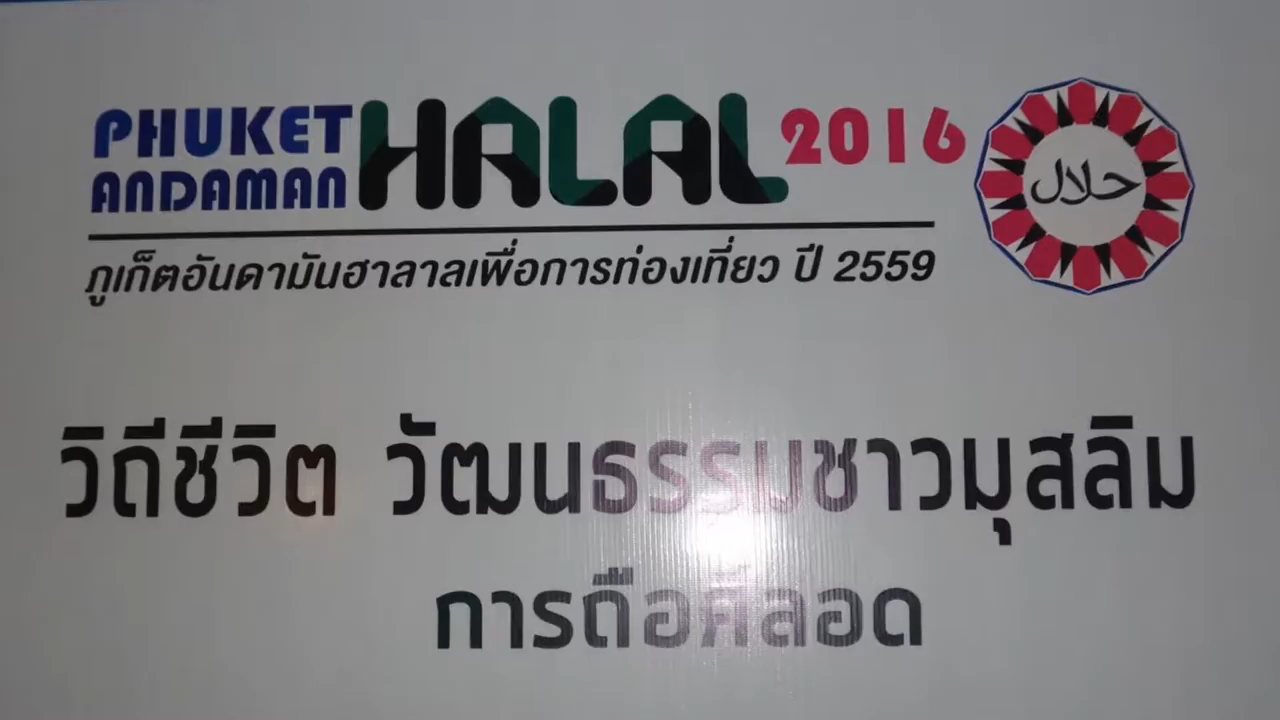 PHUKET ANDAMAN HALAL 2016
حلال
ภูเก็ตอันดามันฮาลาลเพื่อการท่องเที่ยว ปี 2559
วิถีชีวิต วัฒนธรรมชาวมุสลิม
การถือศีลอด